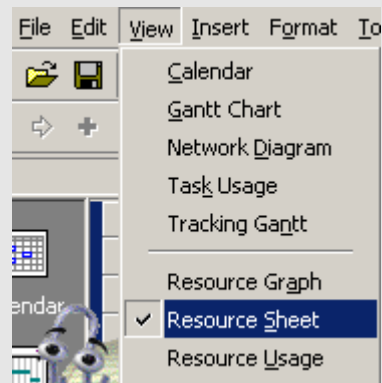 File Edit View Insert Format To
Calendar
Gantt Chart
Network Diagram
Task Usage
Tracking Gantt
Resource Graph
endar
Resource Sheet
Resource Usage